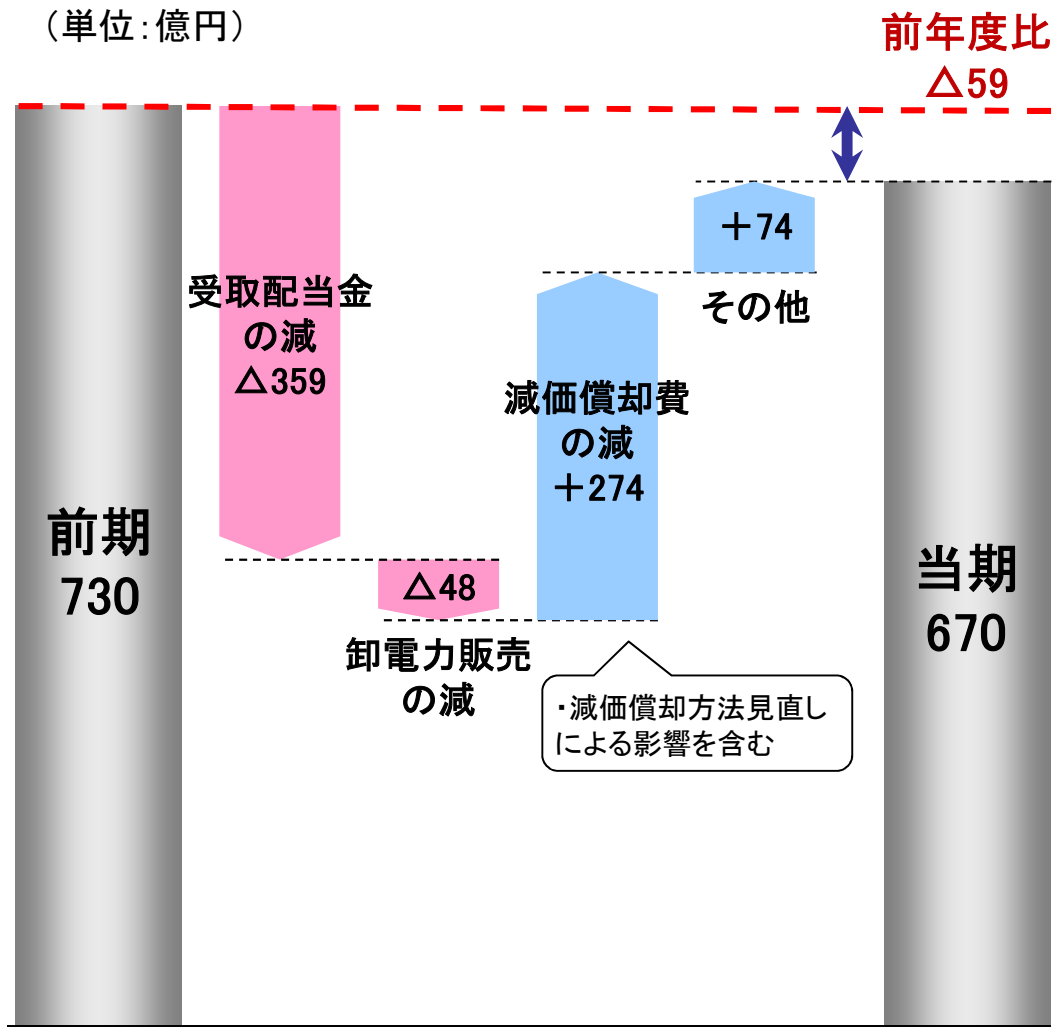 （単位：億円）
前年度比
△59
受取配当金
の減
△359
前期
730
△48
卸電力販売
の減
減価償却費
の減
＋274
・減価償却方法見直し
による影響を含む
＋74
その他
当期
670